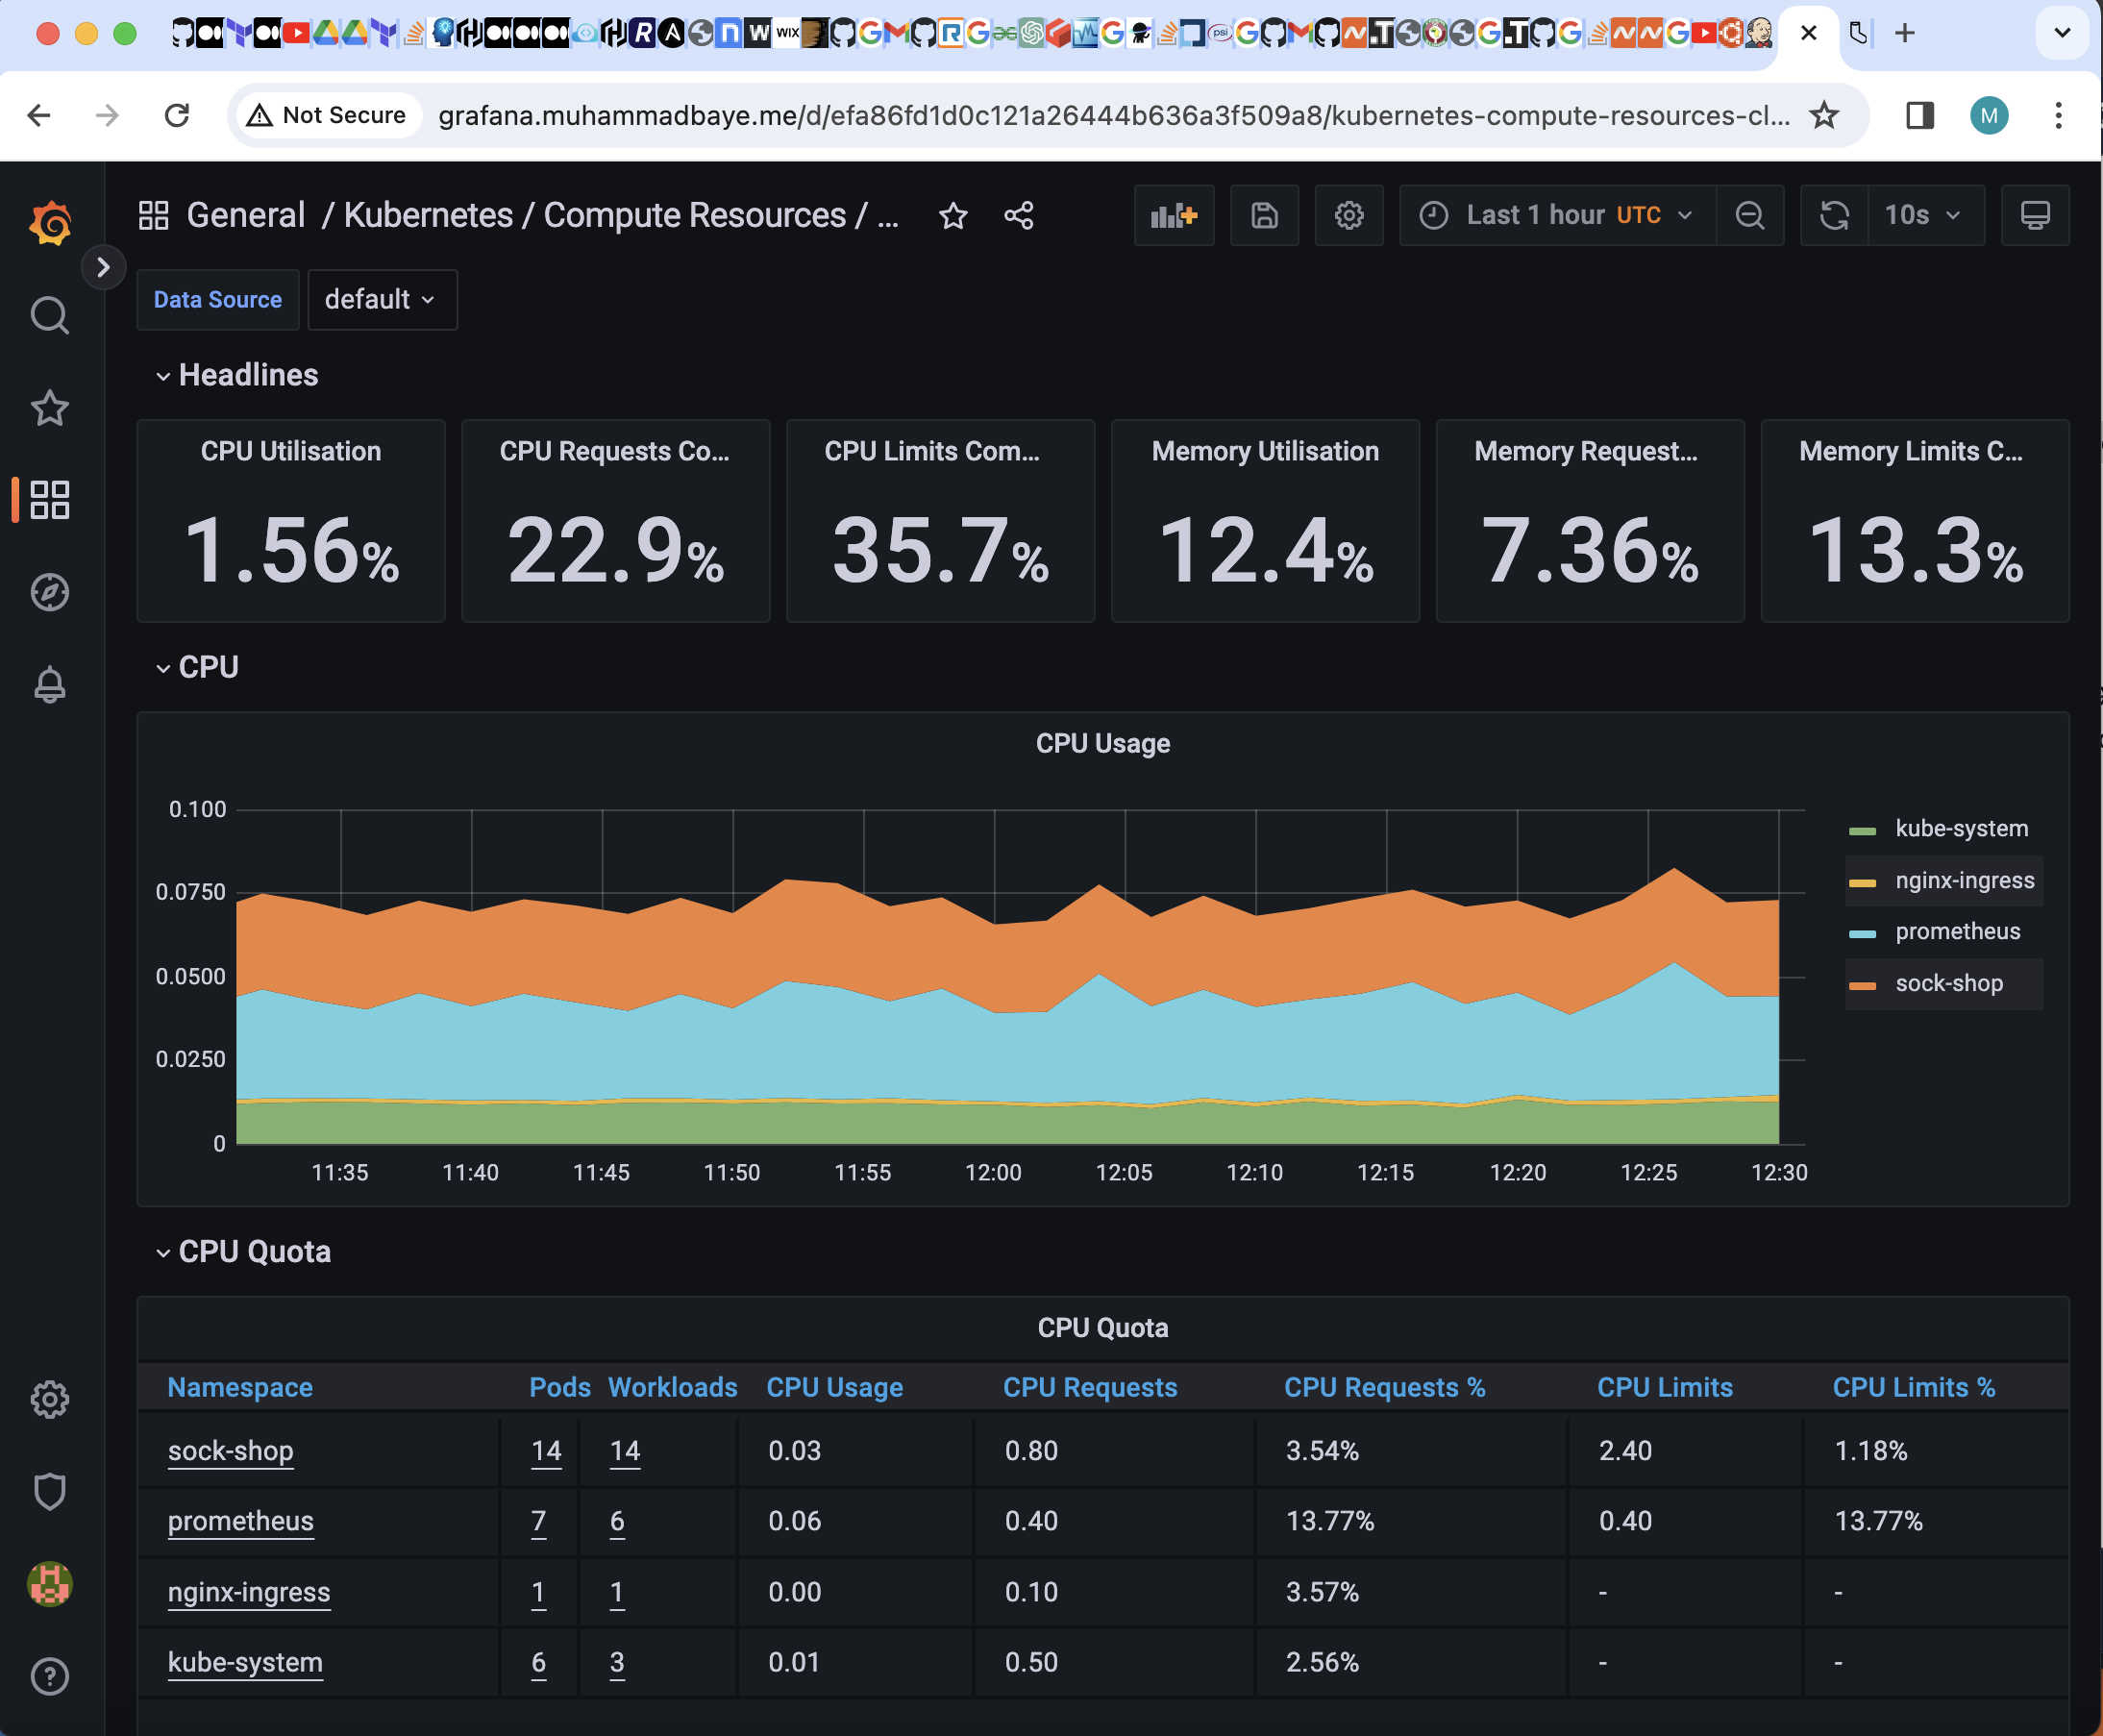 W WIX R psi T T
Not Secure grafana.muhammadbaye.me/d/efa86fd1d0c121a26444b636a3f509a8/kubernetes-compute-resources-cl... M
General / Kubernetes / Compute Resources / ... Last 1 hour UTC 10s
Data Source default
Headlines
CPU Utilisation CPU Requests Co... CPU Limits Com... Memory Utilisation Memory Request... Memory Limits C...
1.56% 22.9% 35.7% 12.4% 7.36% 13.3%
CPU
CPU Usage
0.100
0.0750
0.0500
0.0250
0
11:35 11:40 11:45 11:50 11:55 12:00 12:05 12:10 12:15 12:20 12:25 12:30
kube-system
nginx-ingress
prometheus
sock-shop
CPU Quota
CPU Quota
Namespace Pods Workloads CPU Usage CPU Requests CPU Requests % CPU Limits CPU Limits %
sock-shop 14 14 0.03 0.80 3.54% 2.40 1.18%
prometheus 7 6 0.06 0.40 13.77% 0.40 13.77%
nginx-ingress 1 1 0.00 0.10 3.57% - -
kube-system 6 3 0.01 0.50 2.56% - -